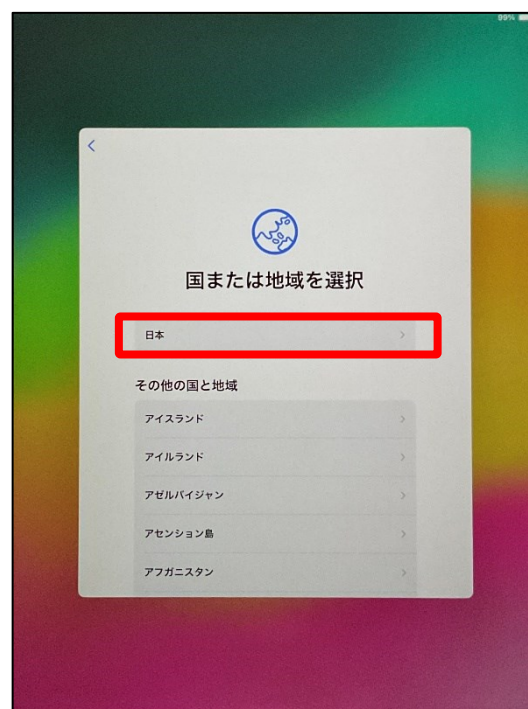 99%
国または地域を選択
日本
その他の国と地域
アイスランド
アイルランド
アゼルバイジャン
アセンション島
アフガニスタン